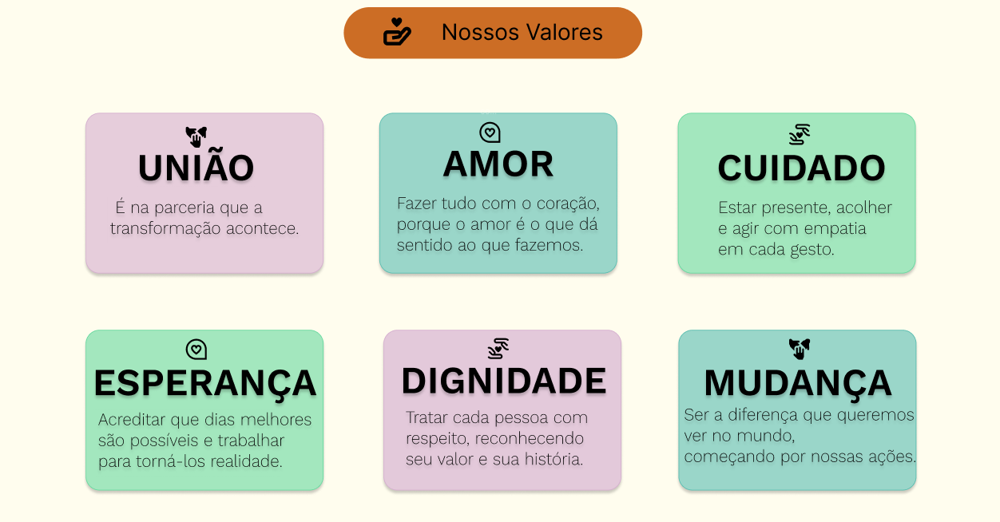 Nossos Valores
UNIÃO
É na parceria que a
transformação acontece.
AMOR
Fazer tudo com o coração,
porque o amor é o que dá
sentido ao que fazemos.
CUIDADO
Estar presente, acolher
e agir com empatia
em cada gesto.
ESPERANÇA
Acreditar que dias melhores
são possíveis e trabalhar
para torná-los realidade.
DIGNIDADE
Tratar cada pessoa com
respeito, reconhecendo
seu valor e sua história.
MUDANÇA
Ser a diferença que queremos
ver no mundo,
começando por nossas ações.